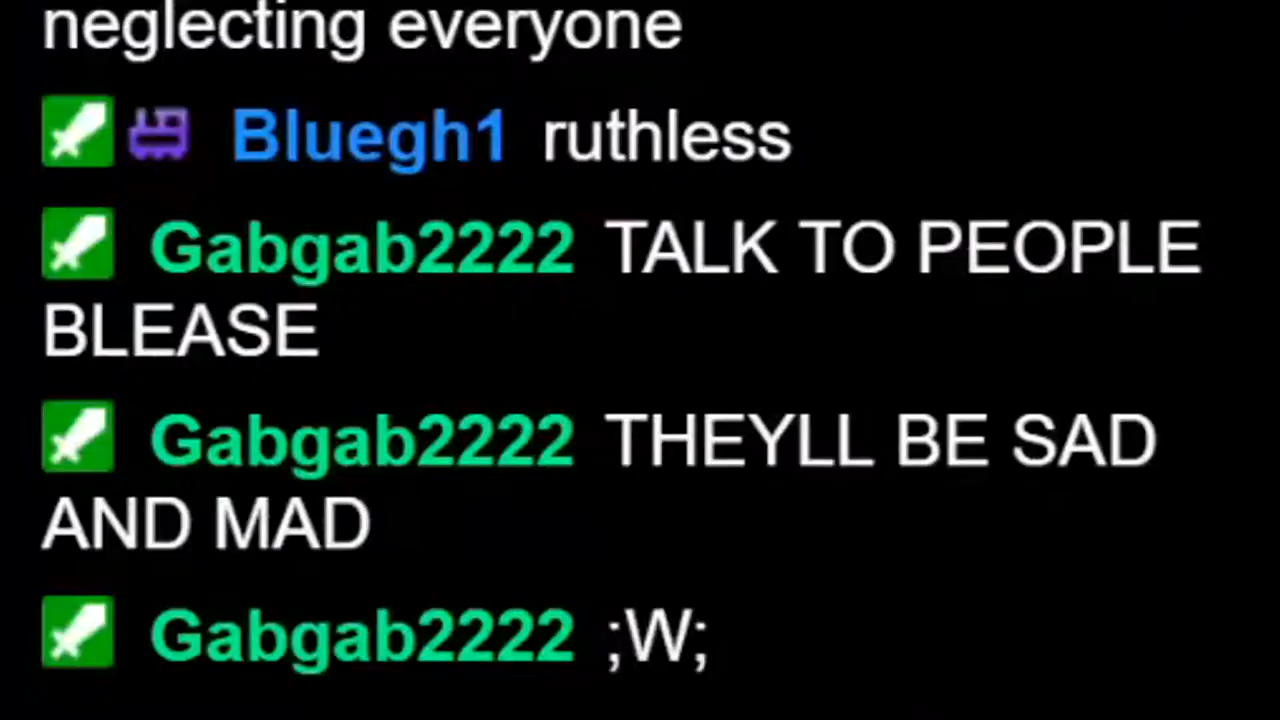 neglecting everyone
Bluegh1 ruthless
Gabgab2222 TALK TO PEOPLE
BLEASE
Gabgab2222 THEYLL BE SAD
AND MAD
Gabgab2222 ;W;